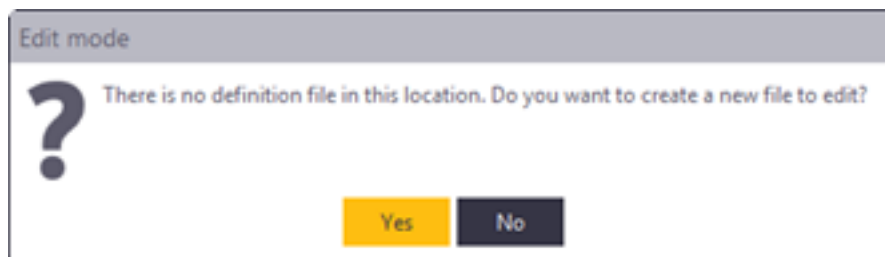 Edit mode
There is no definition file in this location. Do you want to create a new file to edit?
Yes No